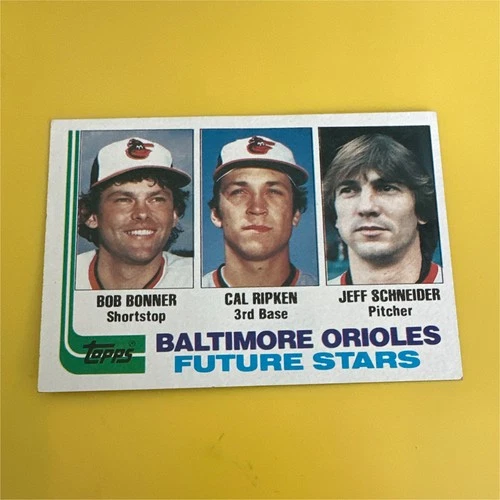 BOB BONNER
Shortstop
CAL RIPKEN
3rd Base
JEFF SCHNEIDER
Pitcher
Topps®
BALTIMORE ORIOLES
FUTURE STARS